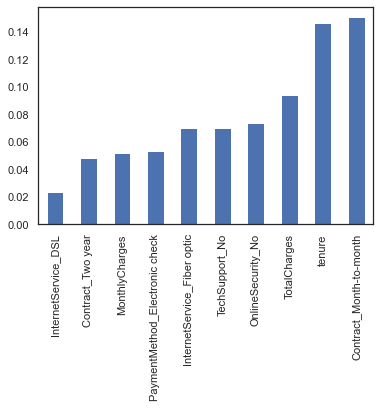 0.14
0.12
0.10
0.08
0.06
0.04
0.02
0.00
InternetService_DSL
Contract_Two year
MonthlyCharges
PaymentMethod_Electronic check
InternetService_Fiber optic
TechSupport_No
OnlineSecurity_No
TotalCharges
tenure
Contract_Month-to-month